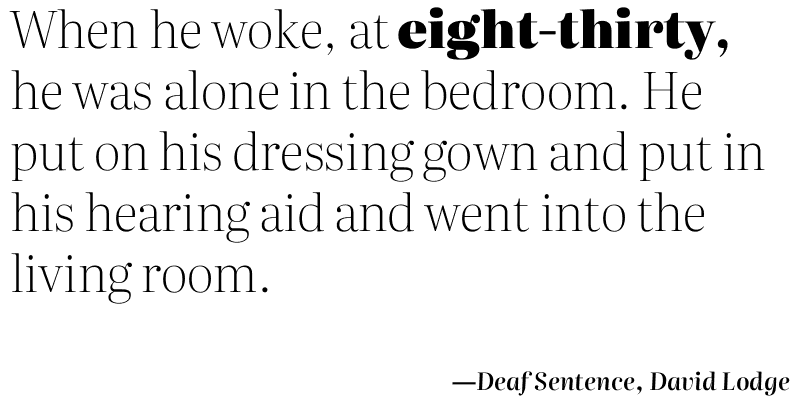 When he woke, at eight-thirty,
he was alone in the bedroom. He
put on his dressing gown and put in
his hearing aid and went into the
living room.
—Deaf Sentence, David Lodge